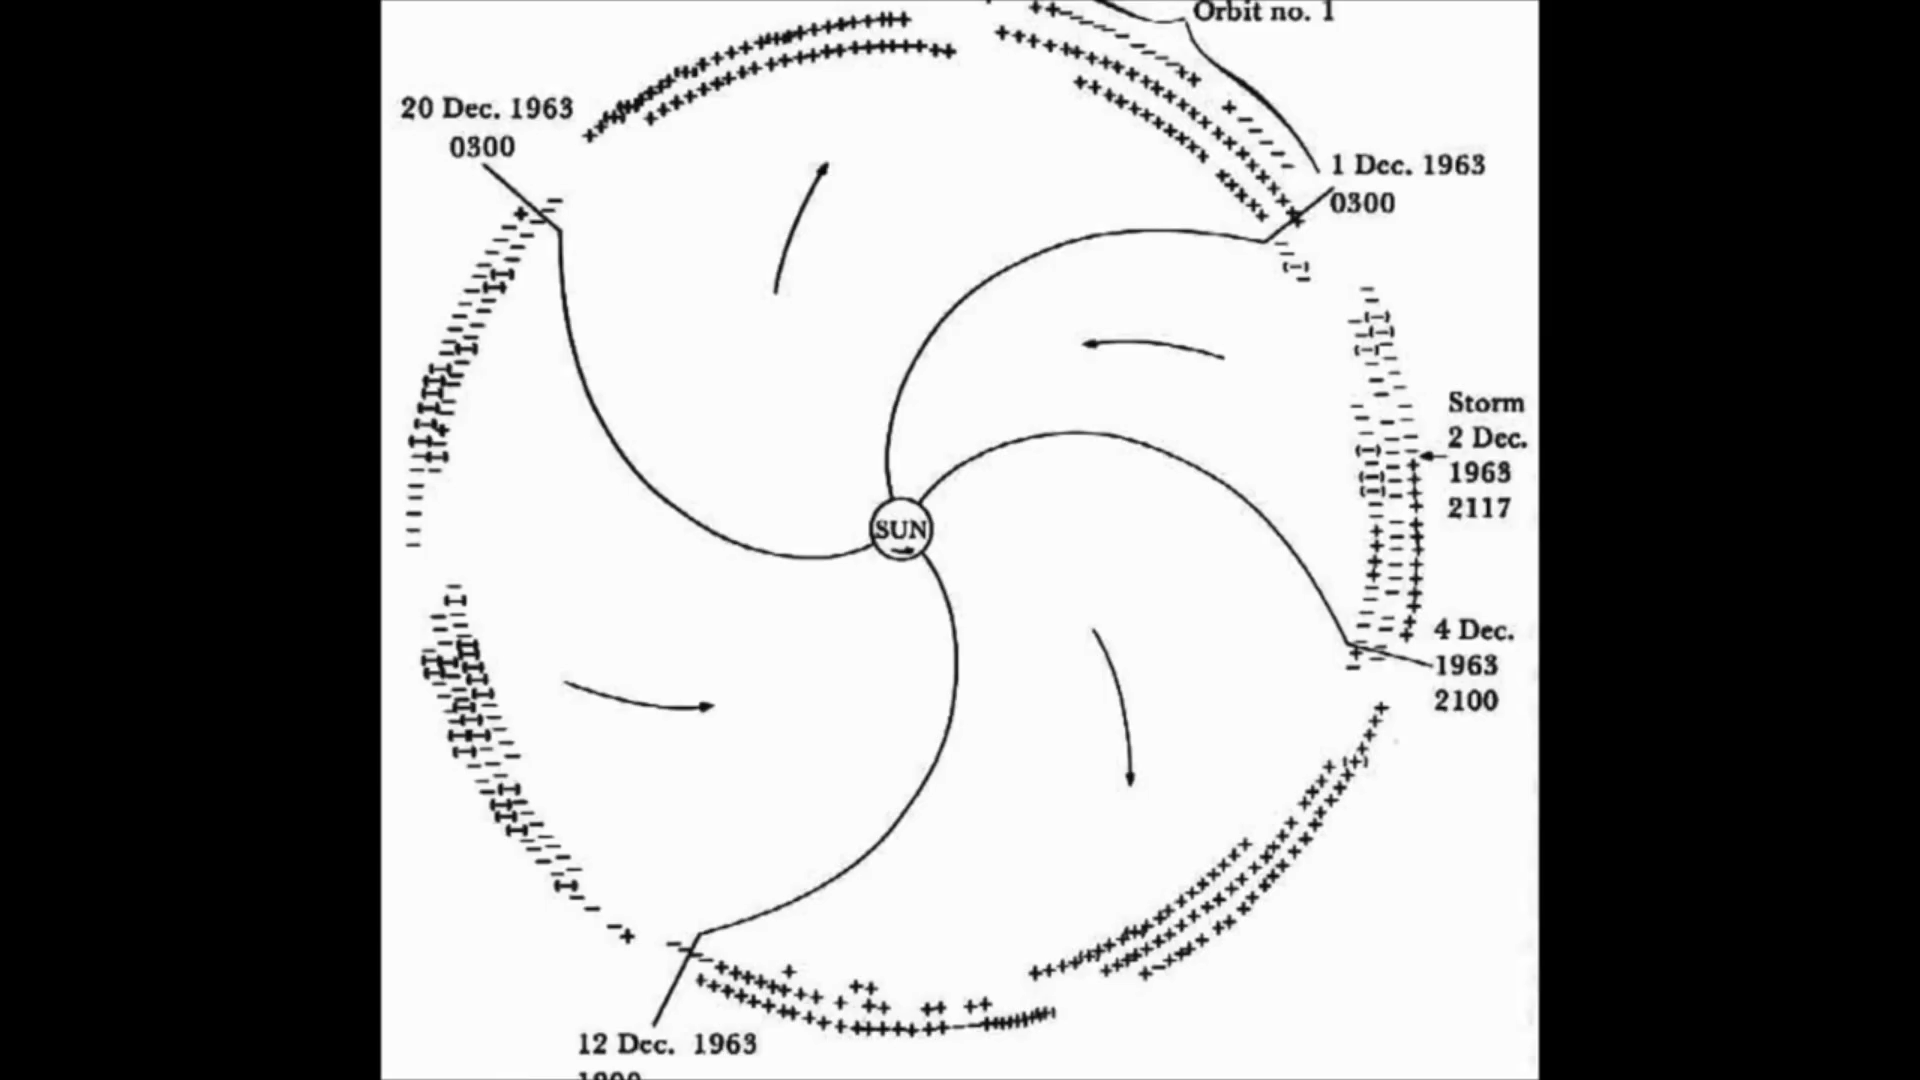 Orbit no. 1
20 Dec. 1963
0300
1 Dec. 1963
0300
Storm
2 Dec.
1963
2117
SUN
4 Dec.
1963
2100
12 Dec. 1963